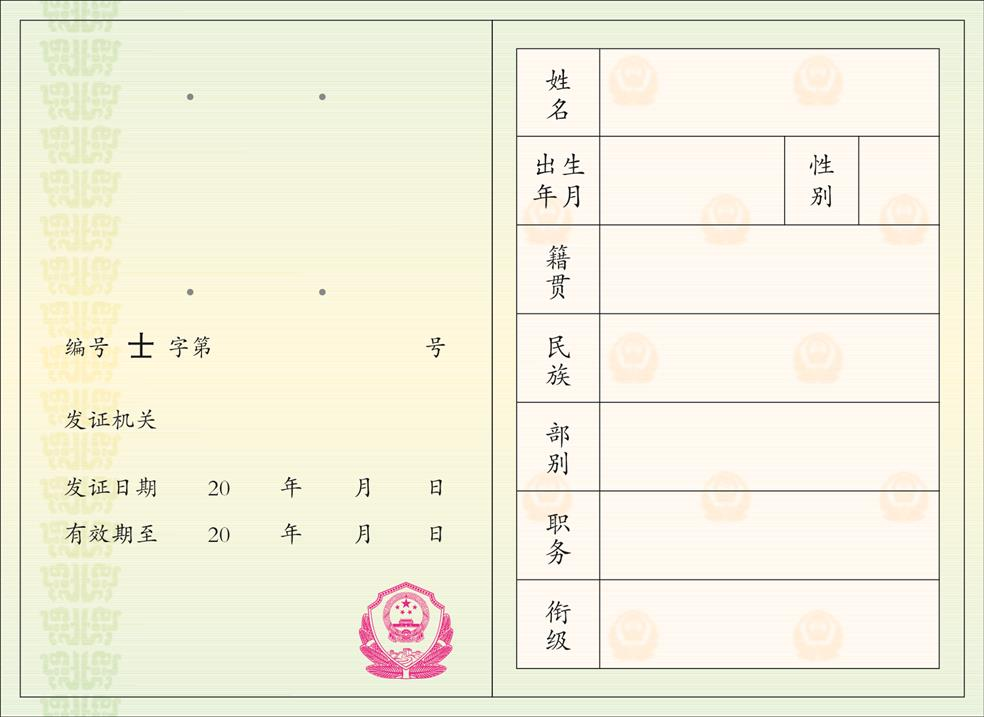 编号 士 字第 号
发证机关
发证日期 20 年 月 日
有效期至 20 年 月 日
姓名
出生年月
性别
籍贯
民族
部别
职务
衔级